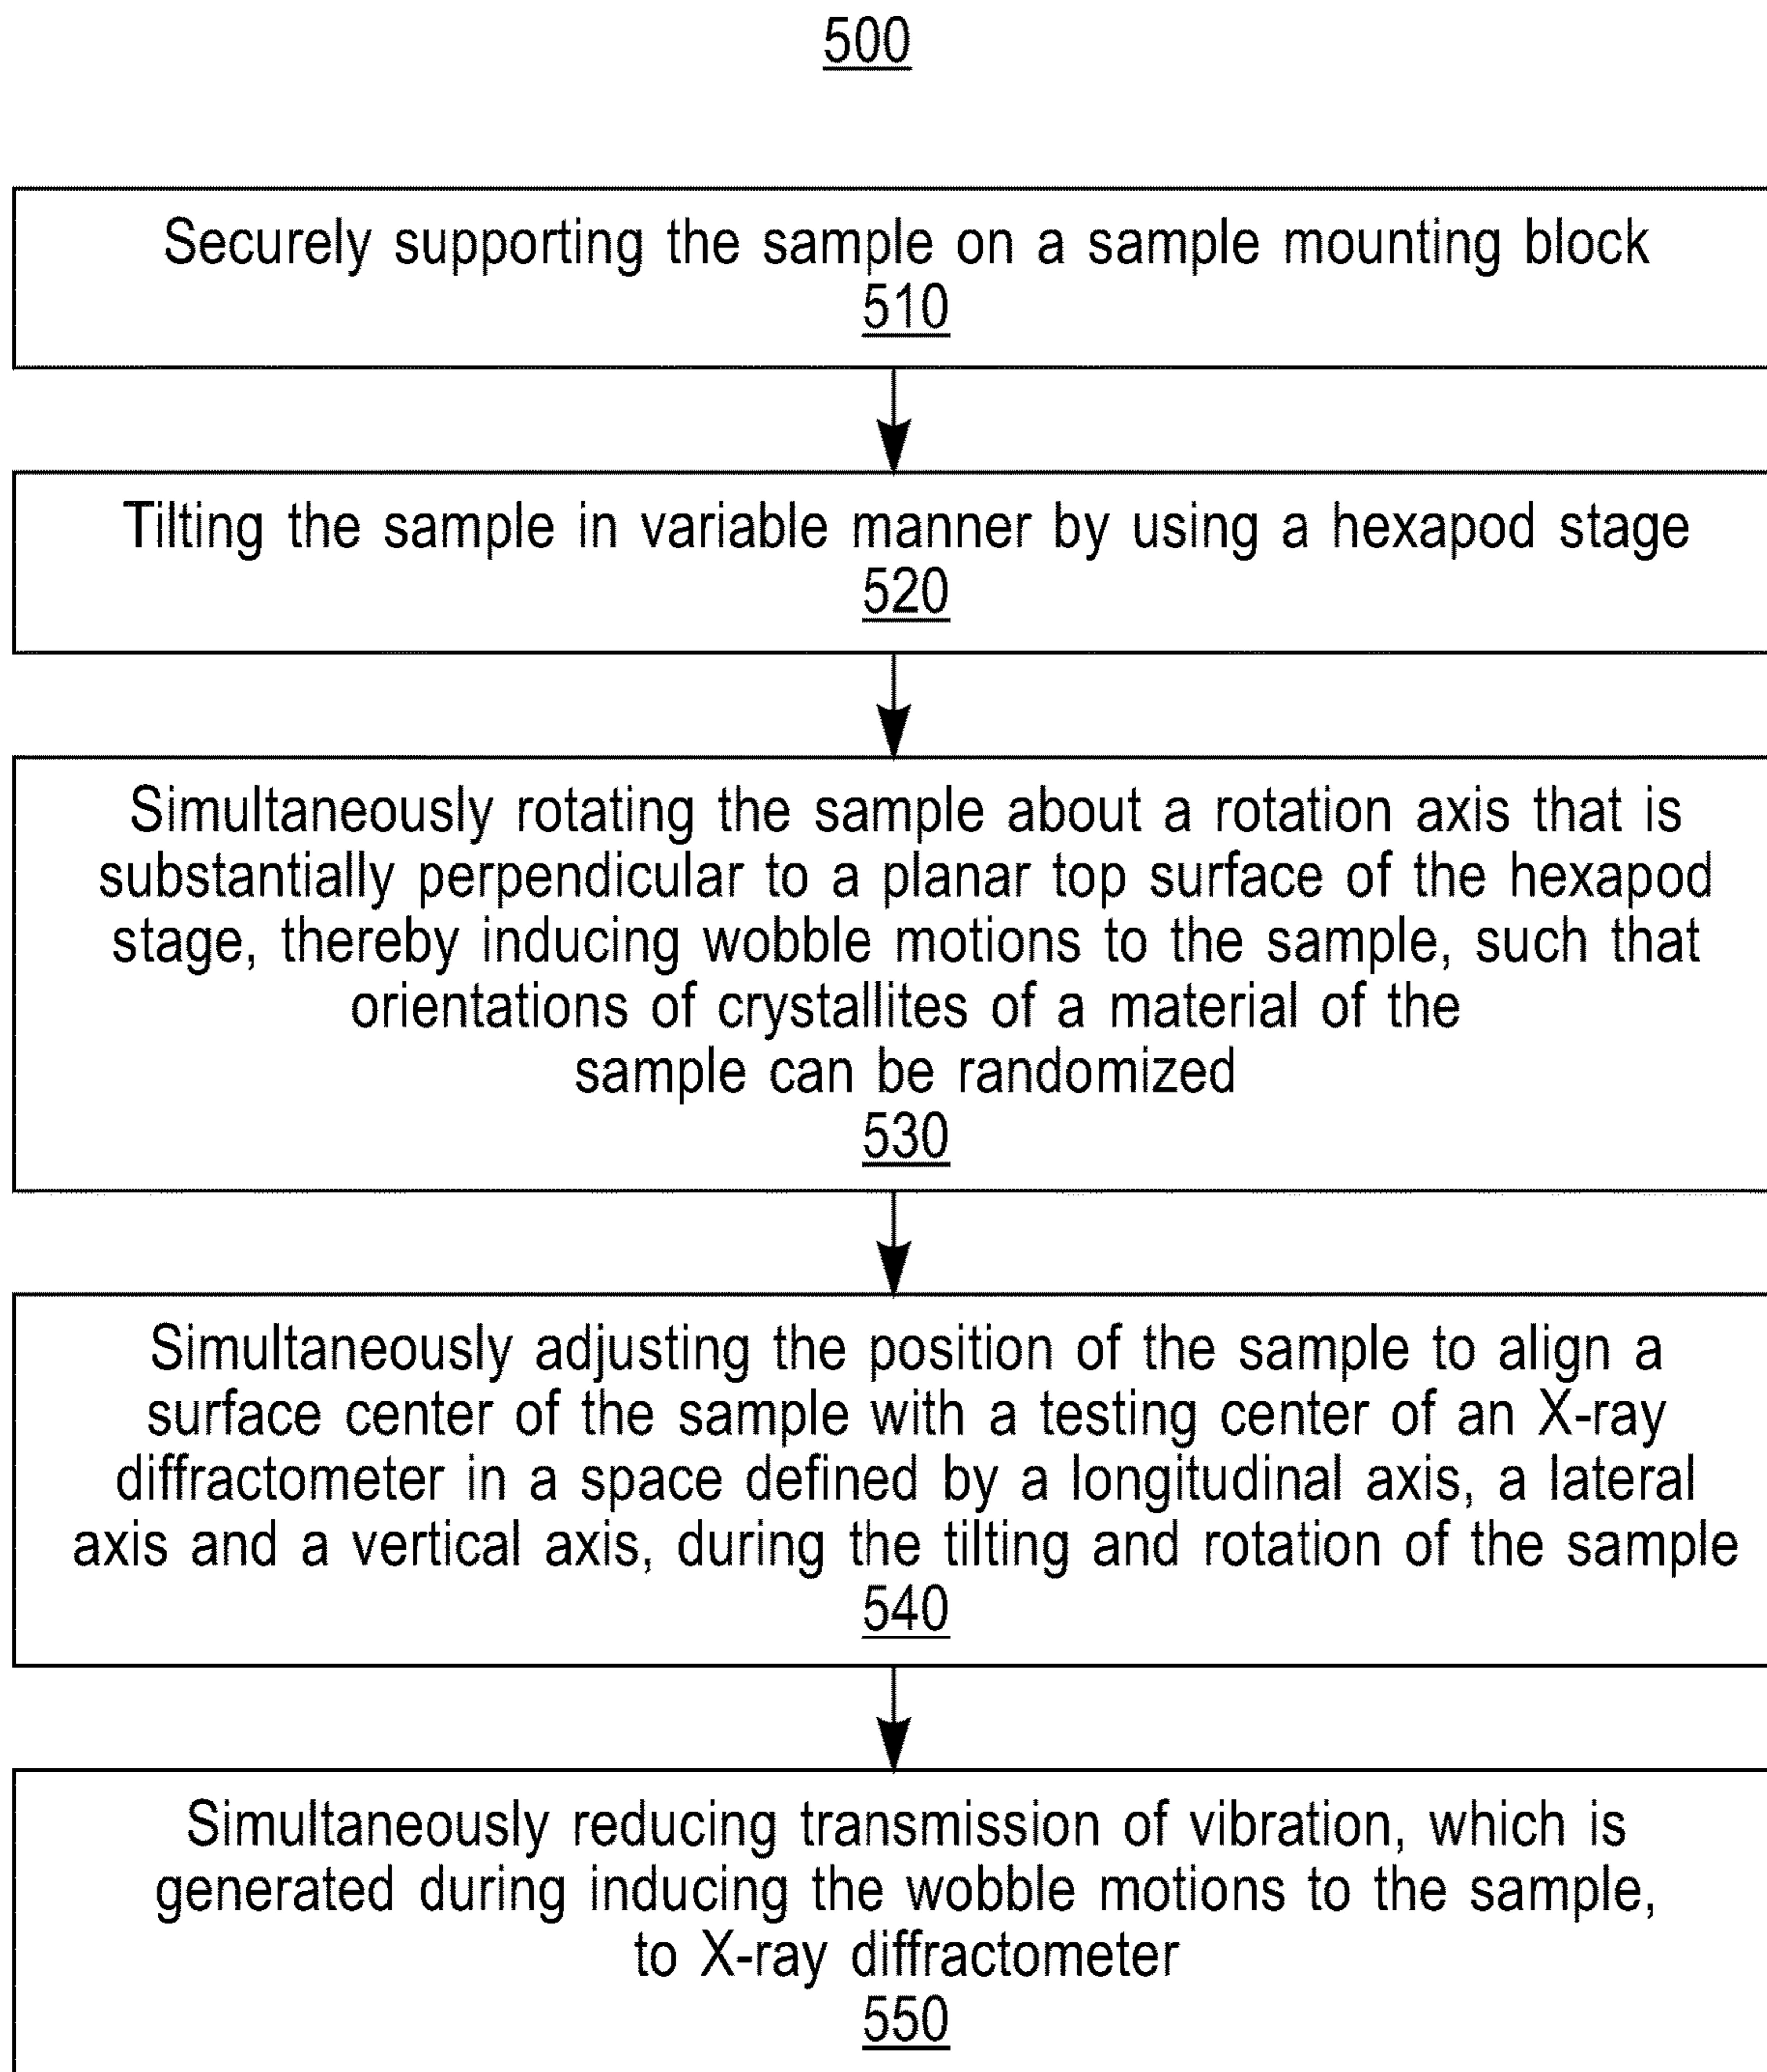 500
Securely supporting the sample on a sample mounting block
510
Tilting the sample in variable manner by using a hexapod stage
520
Simultaneously rotating the sample about a rotation axis that is
substantially perpendicular to a planar top surface of the hexapod
stage, thereby inducing wobble motions to the sample, such that
orientations of crystallites of a material of the
sample can be randomized
530
Simultaneously adjusting the position of the sample to align a
surface center of the sample with a testing center of an X-ray
diffractometer in a space defined by a longitudinal axis, a lateral
axis and a vertical axis, during the tilting and rotation of the sample
540
Simultaneously reducing transmission of vibration, which is
generated during inducing the wobble motions to the sample,
to X-ray diffractometer
550